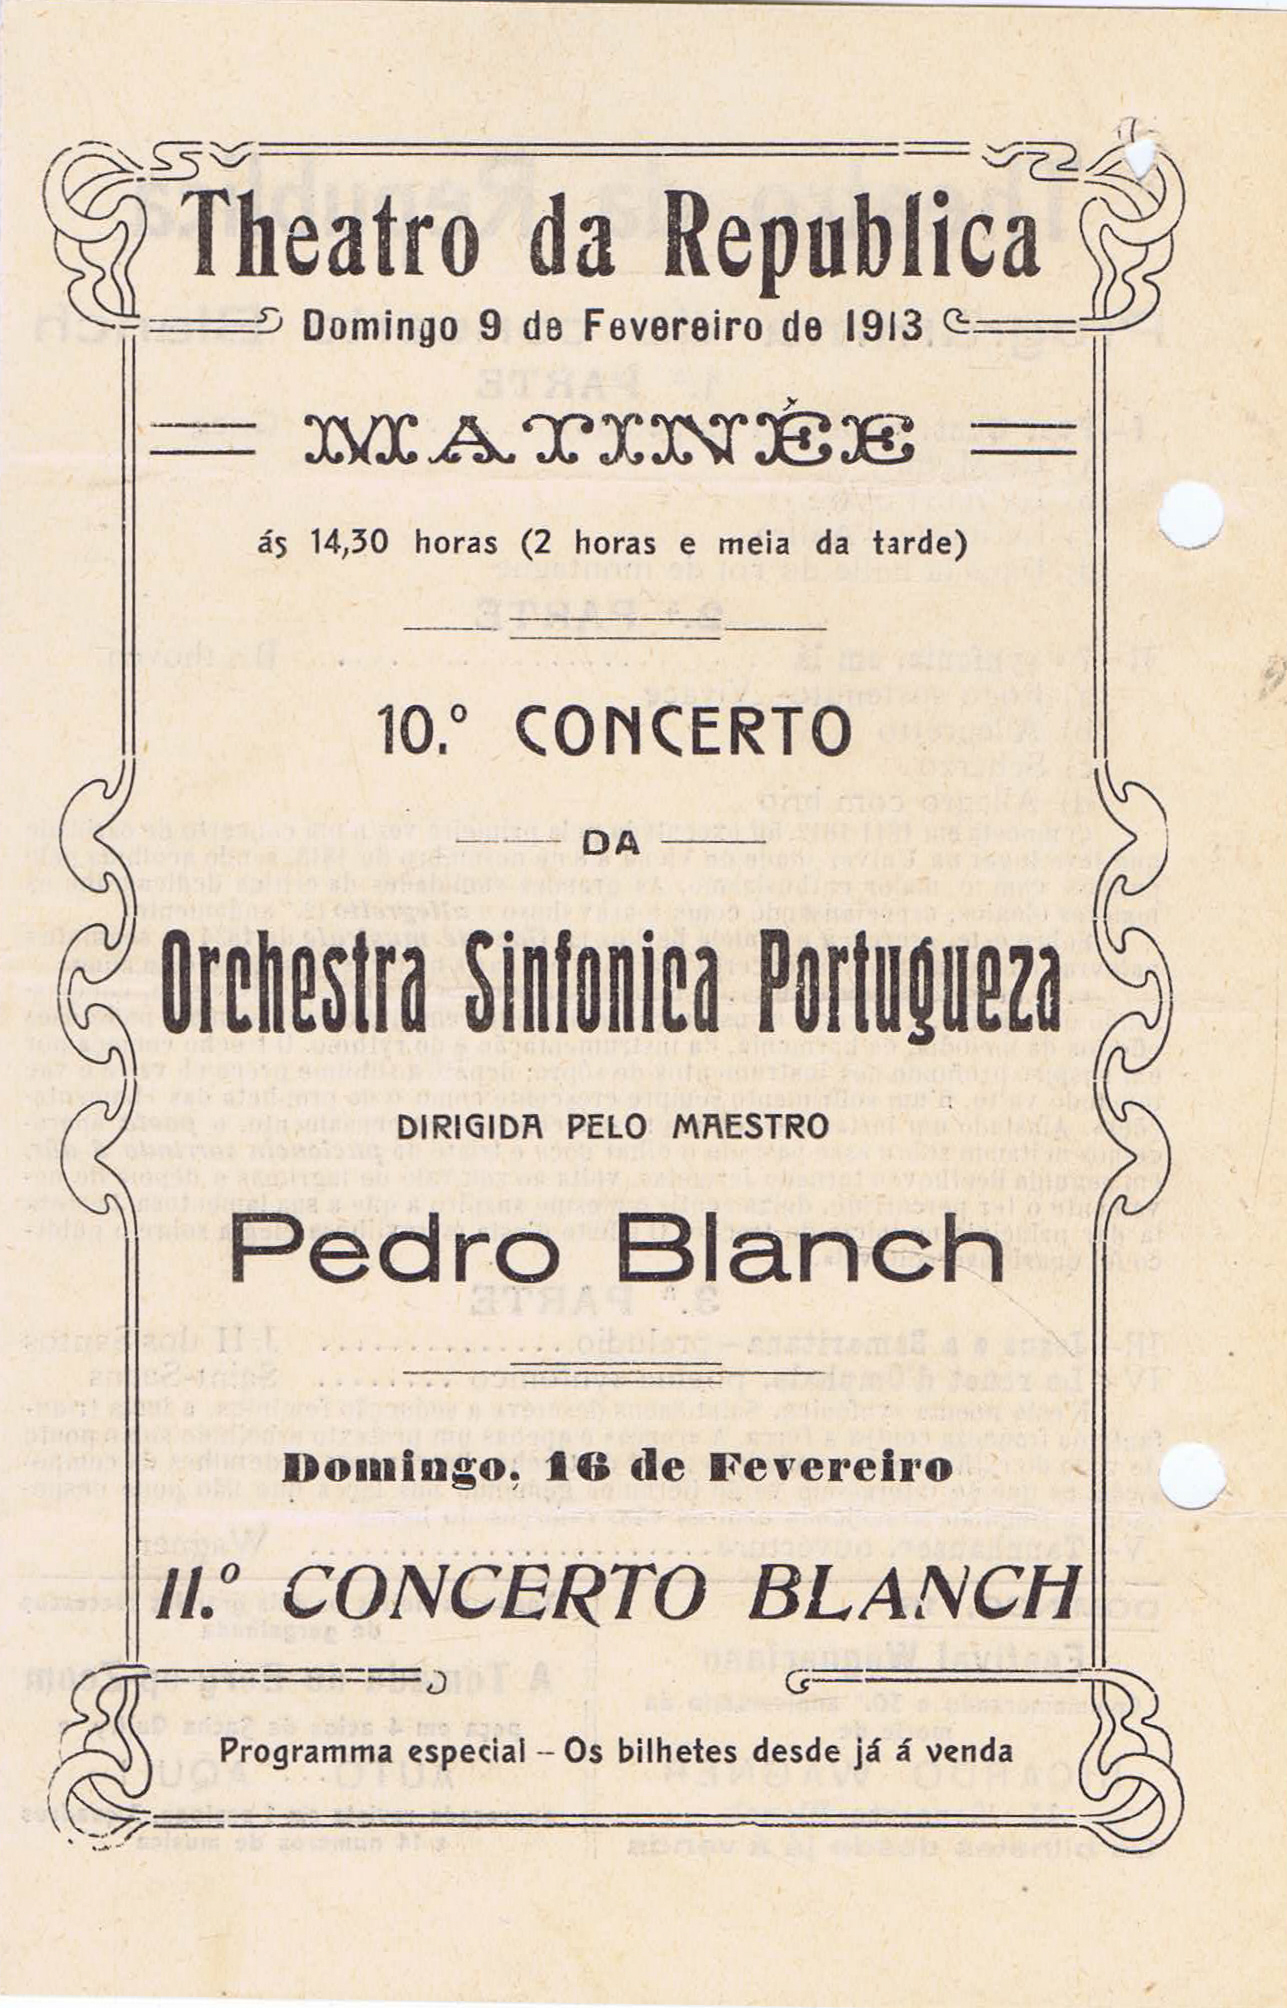 Theatro da Republica
Domingo 9 de Fevereiro de 1913
MATINÉE
ás 14,30 horas (2 horas e meia da tarde)
10.º CONCERTO
DA
Orchestra Sinfonica Portugueza
DIRIGIDA PELO MAESTRO
Pedro Blanch
Domingo, 16 de Fevereiro
11.º CONCERTO BLANCH
Programma especial – Os bilhetes desde já á venda